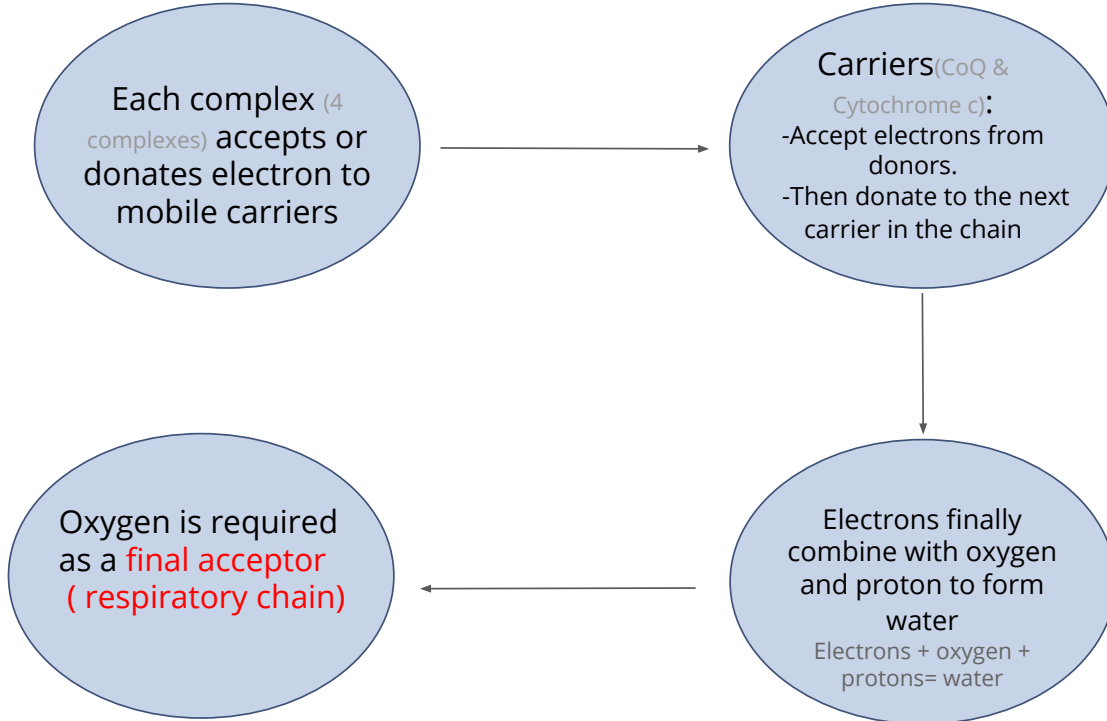 Each complex (4
complexes) accepts or
donates electron to
mobile carriers
Carriers(CoQ &
Cytochrome c):
-Accept electrons from
donors.
-Then donate to the next
carrier in the chain
Electrons finally
combine with oxygen
and proton to form
water
Electrons + oxygen +
protons= water
Oxygen is required
as a final acceptor
( respiratory chain)